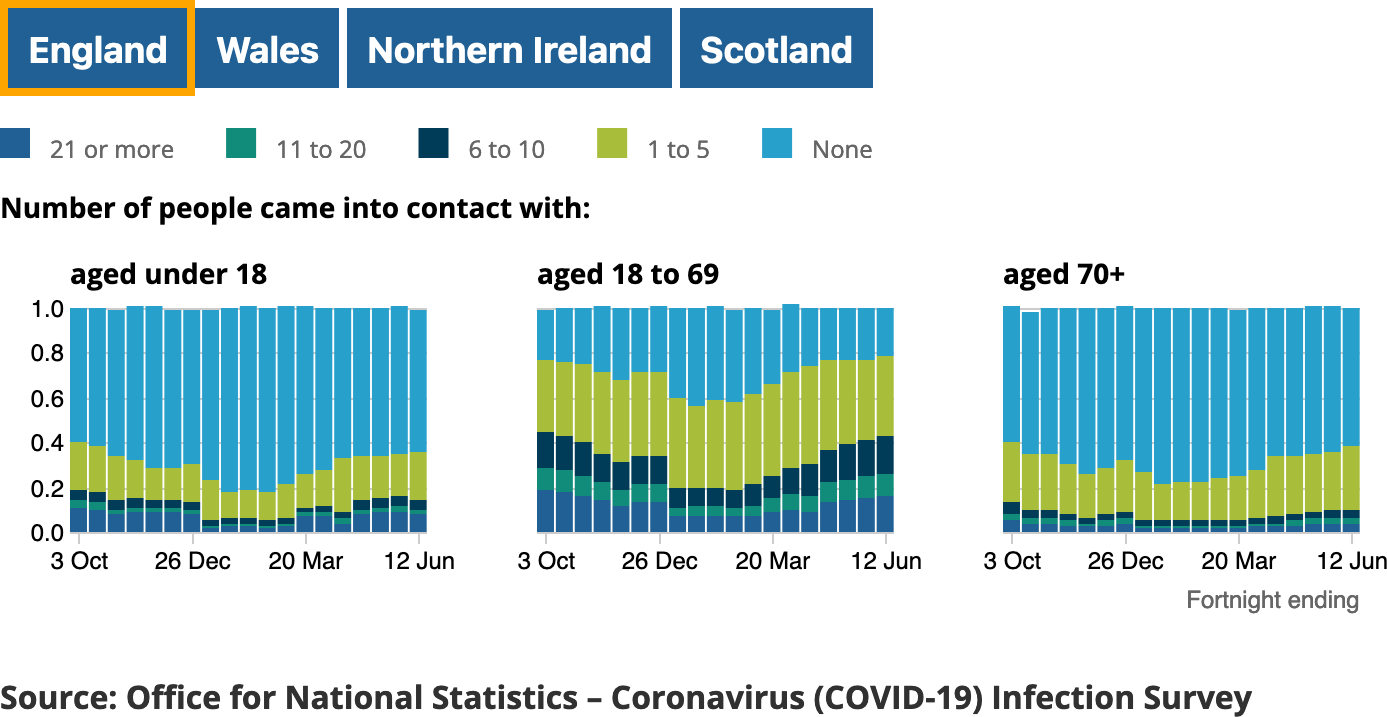 England Wales Northern Ireland Scotland
21 or more 11 to 20 6 to 10 1 to 5 None
Number of people came into contact with:
aged under 18 aged 18 to 69 aged 70+
1.0
0.8
0.6
0.4
0.2
0.0
3 Oct 26 Dec 20 Mar 12 Jun 3 Oct 26 Dec 20 Mar 12 Jun 3 Oct 26 Dec 20 Mar 12 Jun
Fortnight ending
Source: Office for National Statistics – Coronavirus (COVID-19) Infection Survey